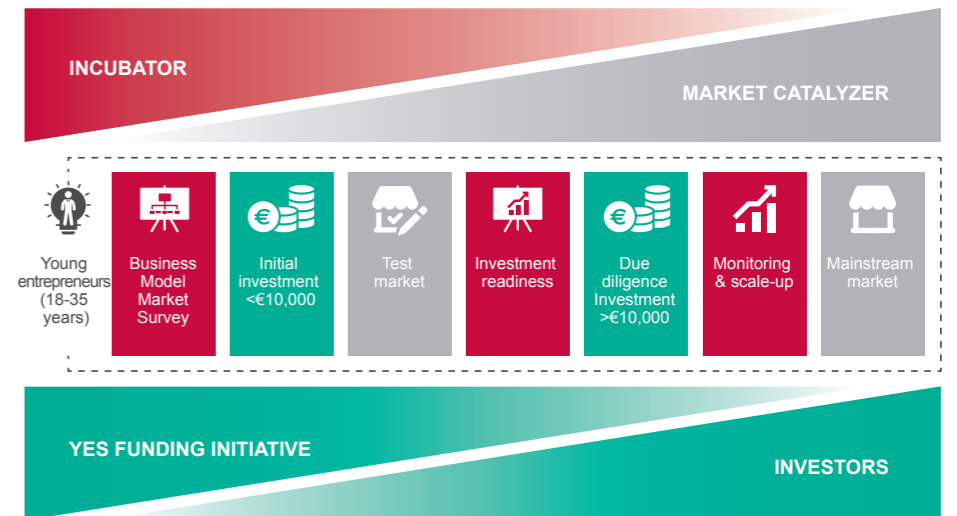 INCUBATOR
MARKET CATALYZER
Young
entrepreneurs
(18-35
years)
Business
Model
Market
Survey
Initial
investment
<€10,000
Test
market
Investment
readiness
Due
diligence
Investment
>€10,000
Monitoring
& scale-up
Mainstream
market
YES FUNDING INITIATIVE
INVESTORS